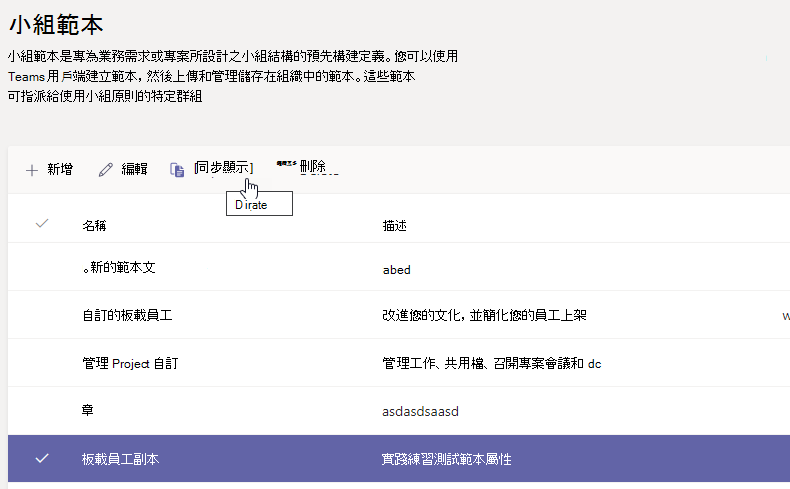 小組範本
小組範本是專為業務需求或專案所設計之小組結構的預先構建定義。您可以使用
Teams 用戶端建立範本，然後上傳和管理儲存在組織中的範本。這些範本
可指派給使用小組原則的特定群組
新增 編輯 [同步顯示] 刪除
Dirate
名稱 描述
。新的範本文 abed
自訂的板載員工 改進您的文化，並簡化您的員工上架 w
管理 Project 自訂 管理工作、共用檔、召開專案會議和 dc
章 asdasdsaasd
板載員工副本 實踐練習測試範本屬性